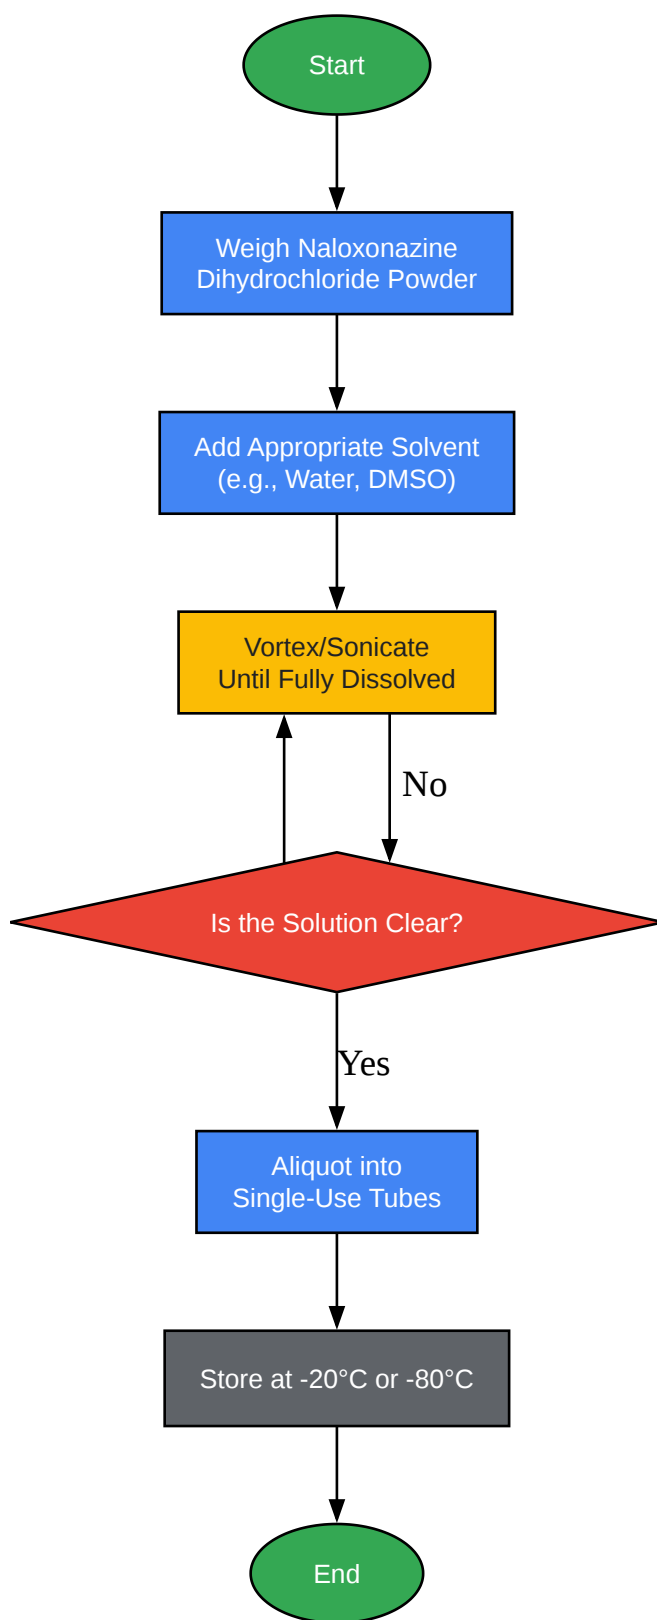 Start
Weigh Naloxonazine
Dihydrochloride Powder
Add Appropriate Solvent
(e.g., Water, DMSO)
Vortex/Sonicate
Until Fully Dissolved
No
Is the Solution Clear?
Yes
Aliquot into
Single-Use Tubes
Store at -20°C or -80°C
End